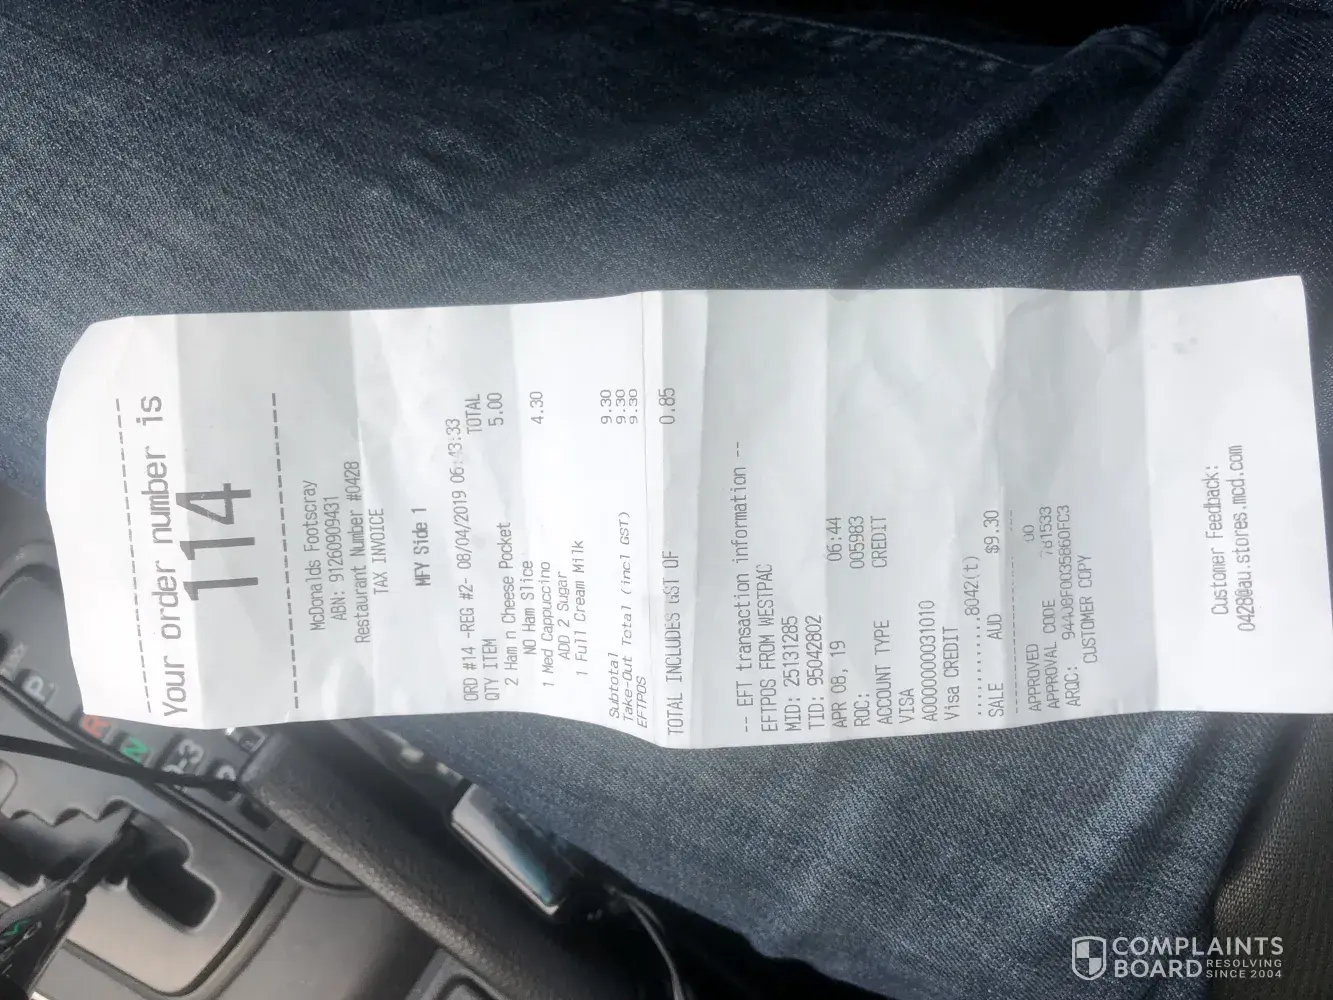 Your order number is
114
McDonalds Footscray
ABN: 91260909431
Restaurant Number #0428
TAX INVOICE
MFY Side 1
ORD #14 -REG #2- 08/04/2019 06:43:33
QTY ITEM TOTAL
2 Ham n Cheese Pocket 5.00
NO Ham Slice
1 Med Cappuccino 4.30
ADD 2 Sugar
1 Full Cream Milk
Subtotal 9.30
Take-Out Total (incl GST) 9.30
EFTPOS 9.30
TOTAL INCLUDES GST OF 0.85
-- EFT transaction information --
EFTPOS FROM WESTPAC
MID: 25131285
TID: 95042802
APR 08, 19 06:44
ROC: 005983
ACCOUNT TYPE CREDIT
VISA
A0000000031010
Visa CREDIT
...........8042(t)
SALE AUD $9.30
APPROVED 00
APPROVAL CODE 781533
ARQC:
CUSTOMER COPY
Customer Feedback:
0428@au.stores.mcd.com
P
R
N
COMPLAINTS
BOARD RESOLVING
SINCE 2004